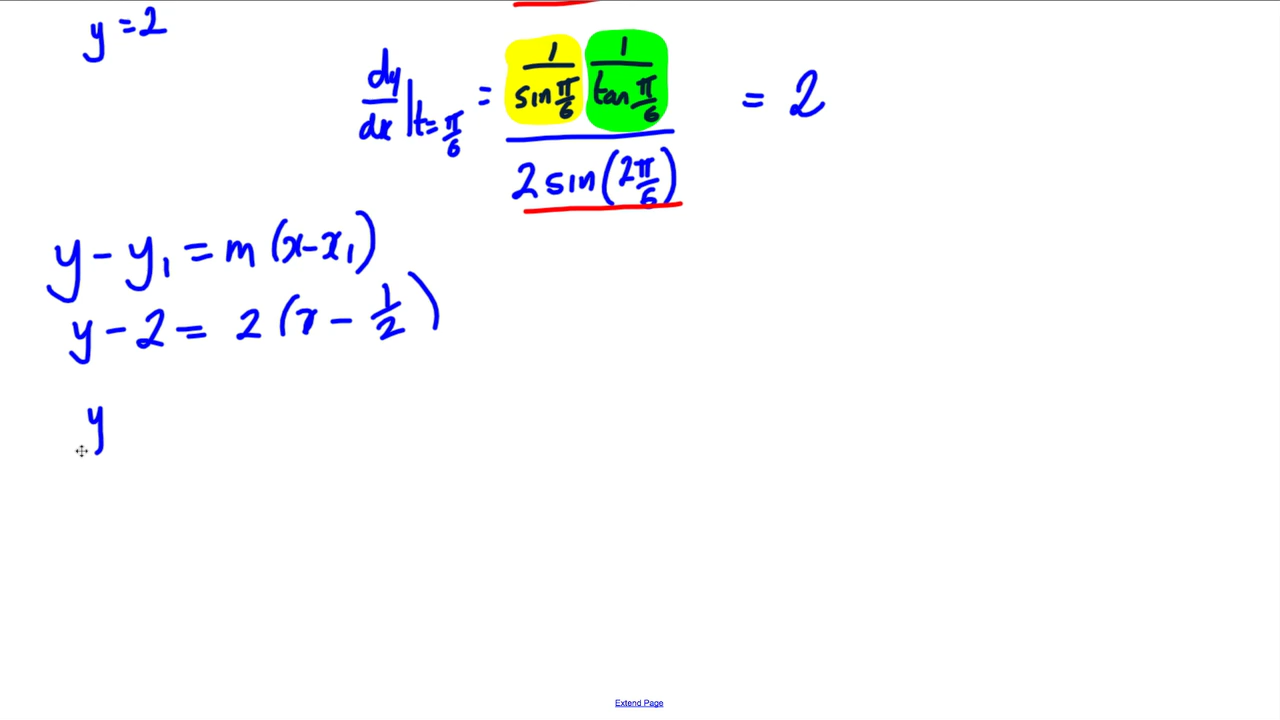 y = 2
dy/dx |t=π/6 = (1/sin π/6 1/tan π/6)/(2 sin(2π/6)) = 2
y - y₁ = m (x - x₁)
y - 2 = 2 (x - 1/2)
y
Extend Page